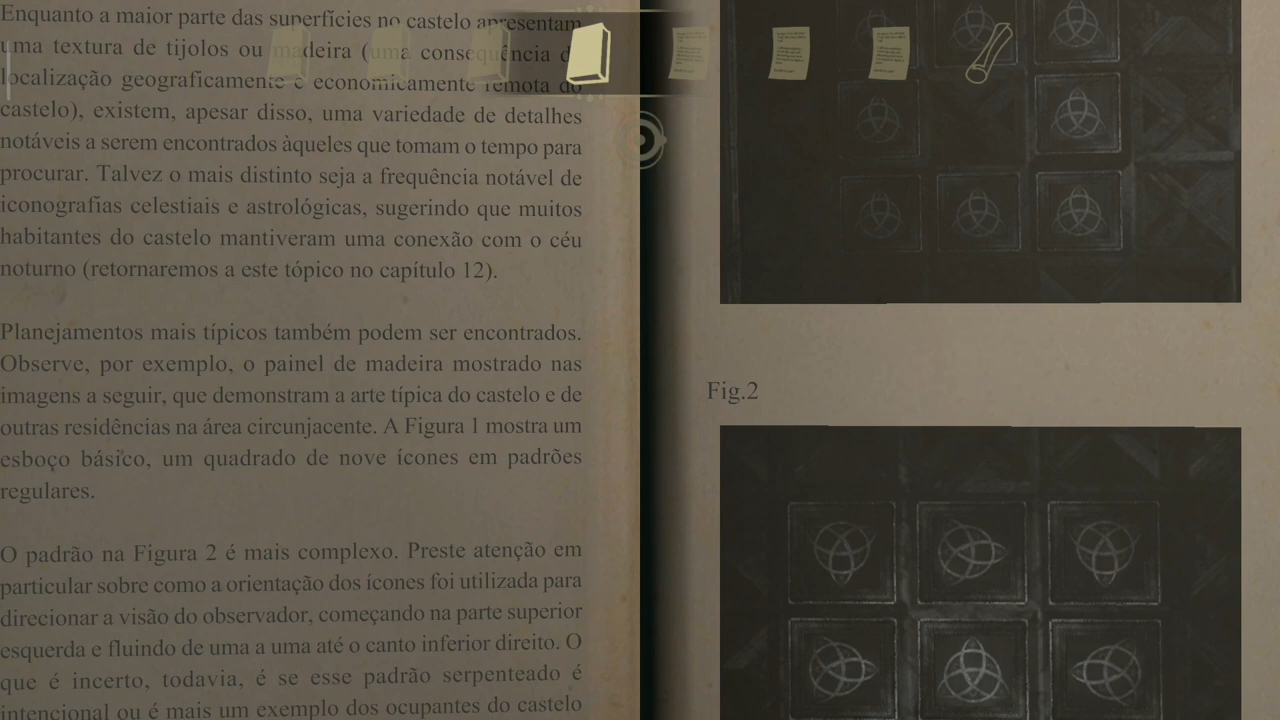 Enquanto a maior parte das superfícies no castelo apresentam
uma textura de tijolos ou madeira (uma consequência da
localização geograficamente e economicamente remota do
castelo), existem, apesar disso, uma variedade de detalhes
notáveis a serem encontrados àqueles que tomam o tempo para
procurar. Talvez o mais distinto seja a frequência notável de
iconografias celestiais e astrológicas, sugerindo que muitos
habitantes do castelo mantiveram uma conexão com o céu
noturno (retornaremos a este tópico no capítulo 12).
Planejamentos mais típicos também podem ser encontrados.
Observe, por exemplo, o painel de madeira mostrado nas
imagens a seguir, que demonstram a arte típica do castelo e de
outras residências na área circunjacente. A Figura 1 mostra um
esboço básico, um quadrado de nove ícones em padrões
regulares.
O padrão na Figura 2 é mais complexo. Preste atenção em
particular sobre como a orientação dos ícones foi utilizada para
direcionar a visão do observador, começando na parte superior
esquerda e fluindo de uma a uma até o canto inferior direito. O
que é incerto, todavia, é se esse padrão serpenteado é
intencional ou é mais um exemplo dos ocupantes do castelo
Fig.2